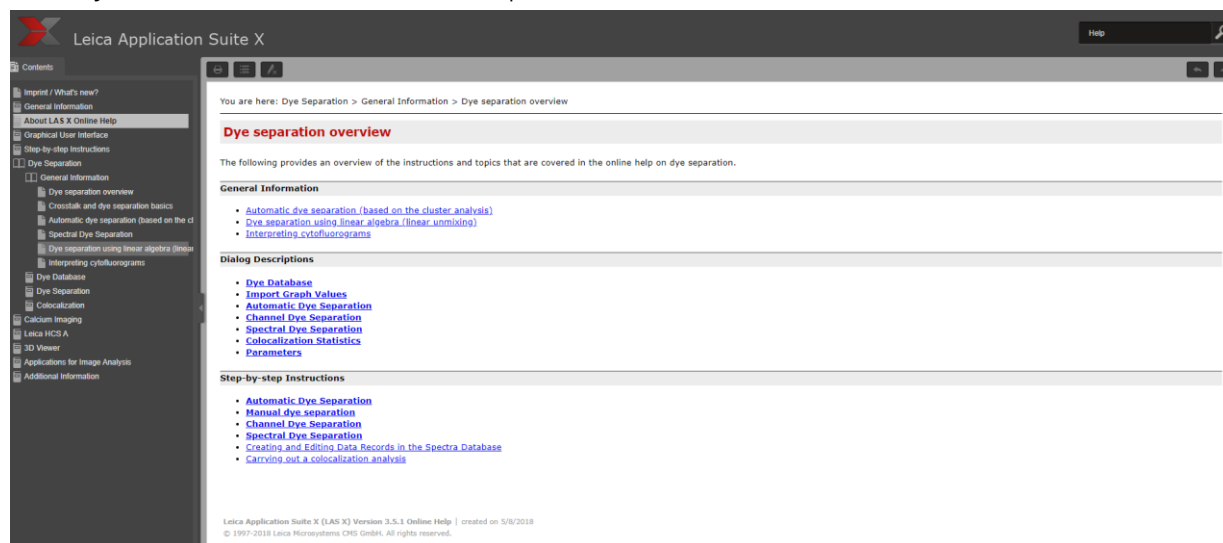 Leica Application Suite X
Help
Contents
Imprint / What's new?
General Information
About LAS X Online Help
Graphical User Interface
Step-by-step Instructions
Dye Separation
General Information
Dye separation overview
Crosstalk and dye separation basics
Automatic dye separation (based on the cl
Spectral Dye Separation
Dye separation using linear algebra (linear
Interpreting cytofluorograms
Dye Database
Dye Separation
Colocalization
Calcium Imaging
Leica HCS A
3D Viewer
Applications for Image Analysis
Additional Information
You are here: Dye Separation > General Information > Dye separation overview
Dye separation overview
The following provides an overview of the instructions and topics that are covered in the online help on dye separation.
General Information
• Automatic dye separation (based on the cluster analysis)
• Dye separation using linear algebra (linear unmixing)
• Interpreting cytofluorograms
Dialog Descriptions
• Dye Database
• Import Graph Values
• Automatic Dye Separation
• Channel Dye Separation
• Spectral Dye Separation
• Colocalization Statistics
• Parameters
Step-by-step Instructions
• Automatic Dye Separation
• Manual dye separation
• Channel Dye Separation
• Spectral Dye Separation
• Creating and Editing Data Records in the Spectra Database
• Carrying out a colocalization analysis
Leica Application Suite X (LAS X) Version 3.5.1 Online Help | created on 5/8/2018
© 1997-2018 Leica Microsystems CMS GmbH. All rights reserved.